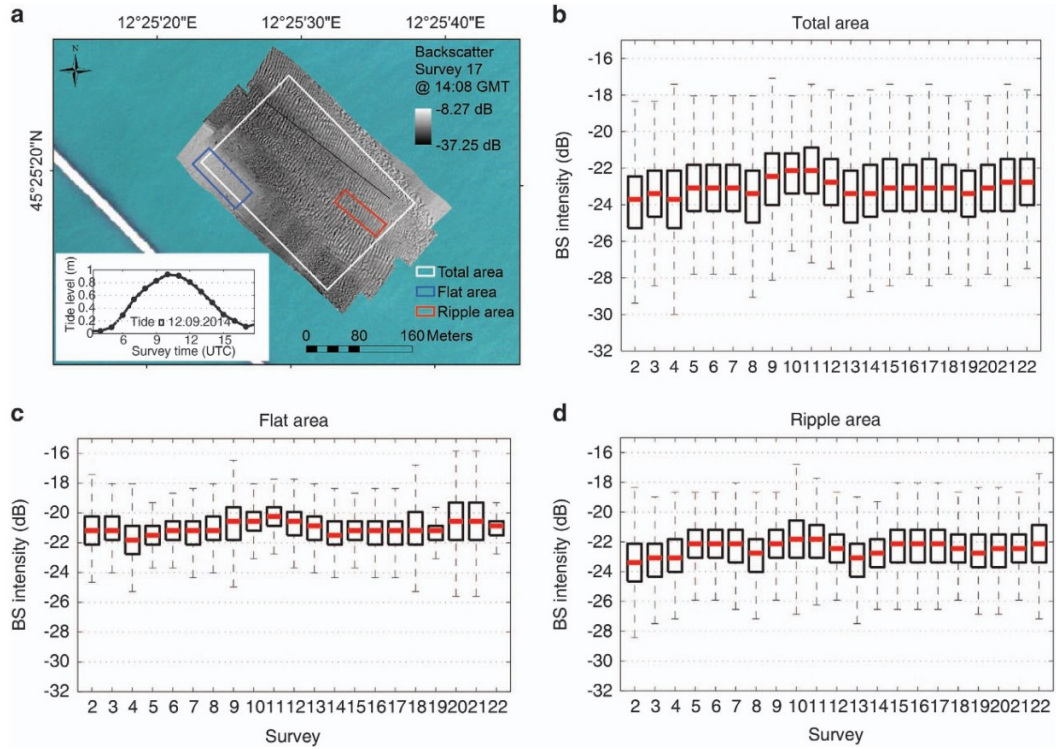 a
12°25'20"E 12°25'30"E 12°25'40"E
45°25'20"N
N
Backscatter
Survey 17
@ 14:08 GMT
-8.27 dB
-37.25 dB
Total area
Flat area
Ripple area
0 40 80 160 Meters
Tide level (m)
1
0.8
0.6
0.4
0.2
0
Tide 12.09.2014
6 9 12 15
Survey time (UTC)
b
Total area
BS intensity (dB)
-16
-18
-20
-22
-24
-26
-28
-30
-32
2 3 4 5 6 7 8 9 10 11 12 13 14 15 16 17 18 19 20 21 22
c
Flat area
BS intensity (dB)
-16
-18
-20
-22
-24
-26
-28
-30
-32
2 3 4 5 6 7 8 9 10 11 12 13 14 15 16 17 18 19 20 21 22
Survey
d
Ripple area
BS intensity (dB)
-16
-18
-20
-22
-24
-26
-28
-30
-32
2 3 4 5 6 7 8 9 10 11 12 13 14 15 16 17 18 19 20 21 22
Survey